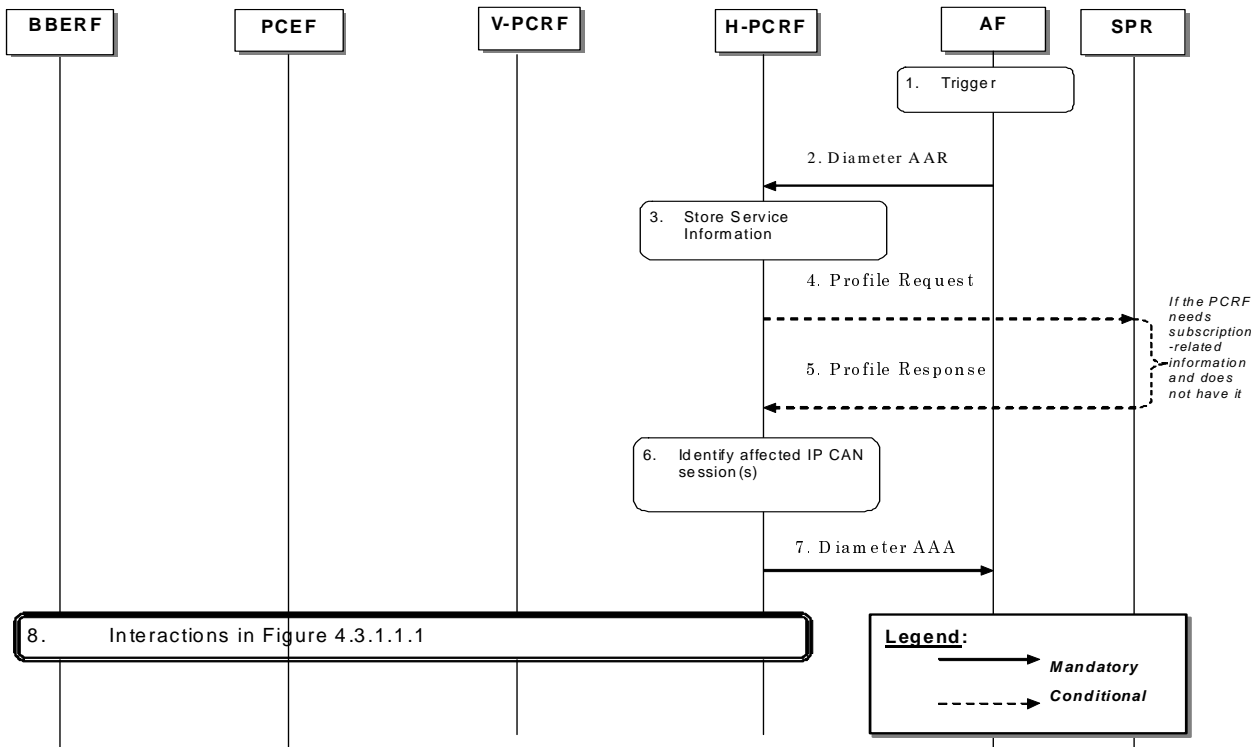 BBERF
PCEF
V-PCRF
H-PCRF
AF
SPR
1. Trigger
2. Diameter AAR
3. Store Service
Information
4. Profile Request
If the PCRF
needs
subscription
-related
information
and does
not have it
5. Profile Response
6. Identify affected IP CAN
session(s)
7. Diameter AAA
8. Interactions in Figure 4.3.1.1.1
Legend:
Mandatory
Conditional